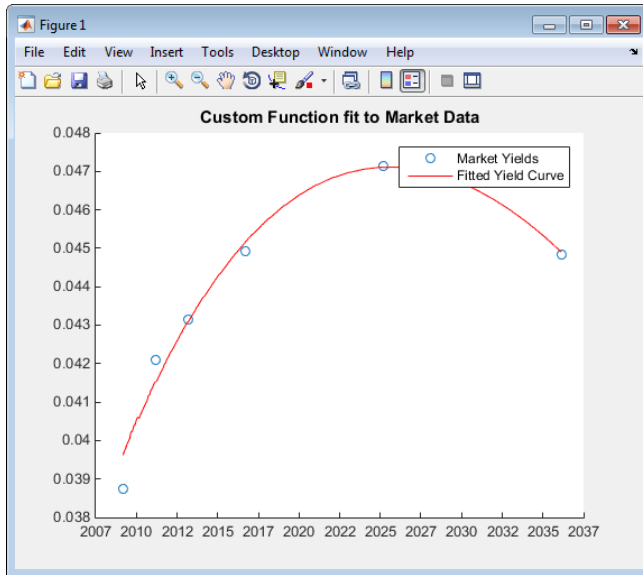 Figure 1
File Edit View Insert Tools Desktop Window Help
Custom Function fit to Market Data
0.048
0.047
0.046
0.045
0.044
0.043
0.042
0.041
0.04
0.039
0.038
Market Yields
Fitted Yield Curve
2007 2010 2012 2015 2017 2020 2022 2025 2027 2030 2032 2035 2037